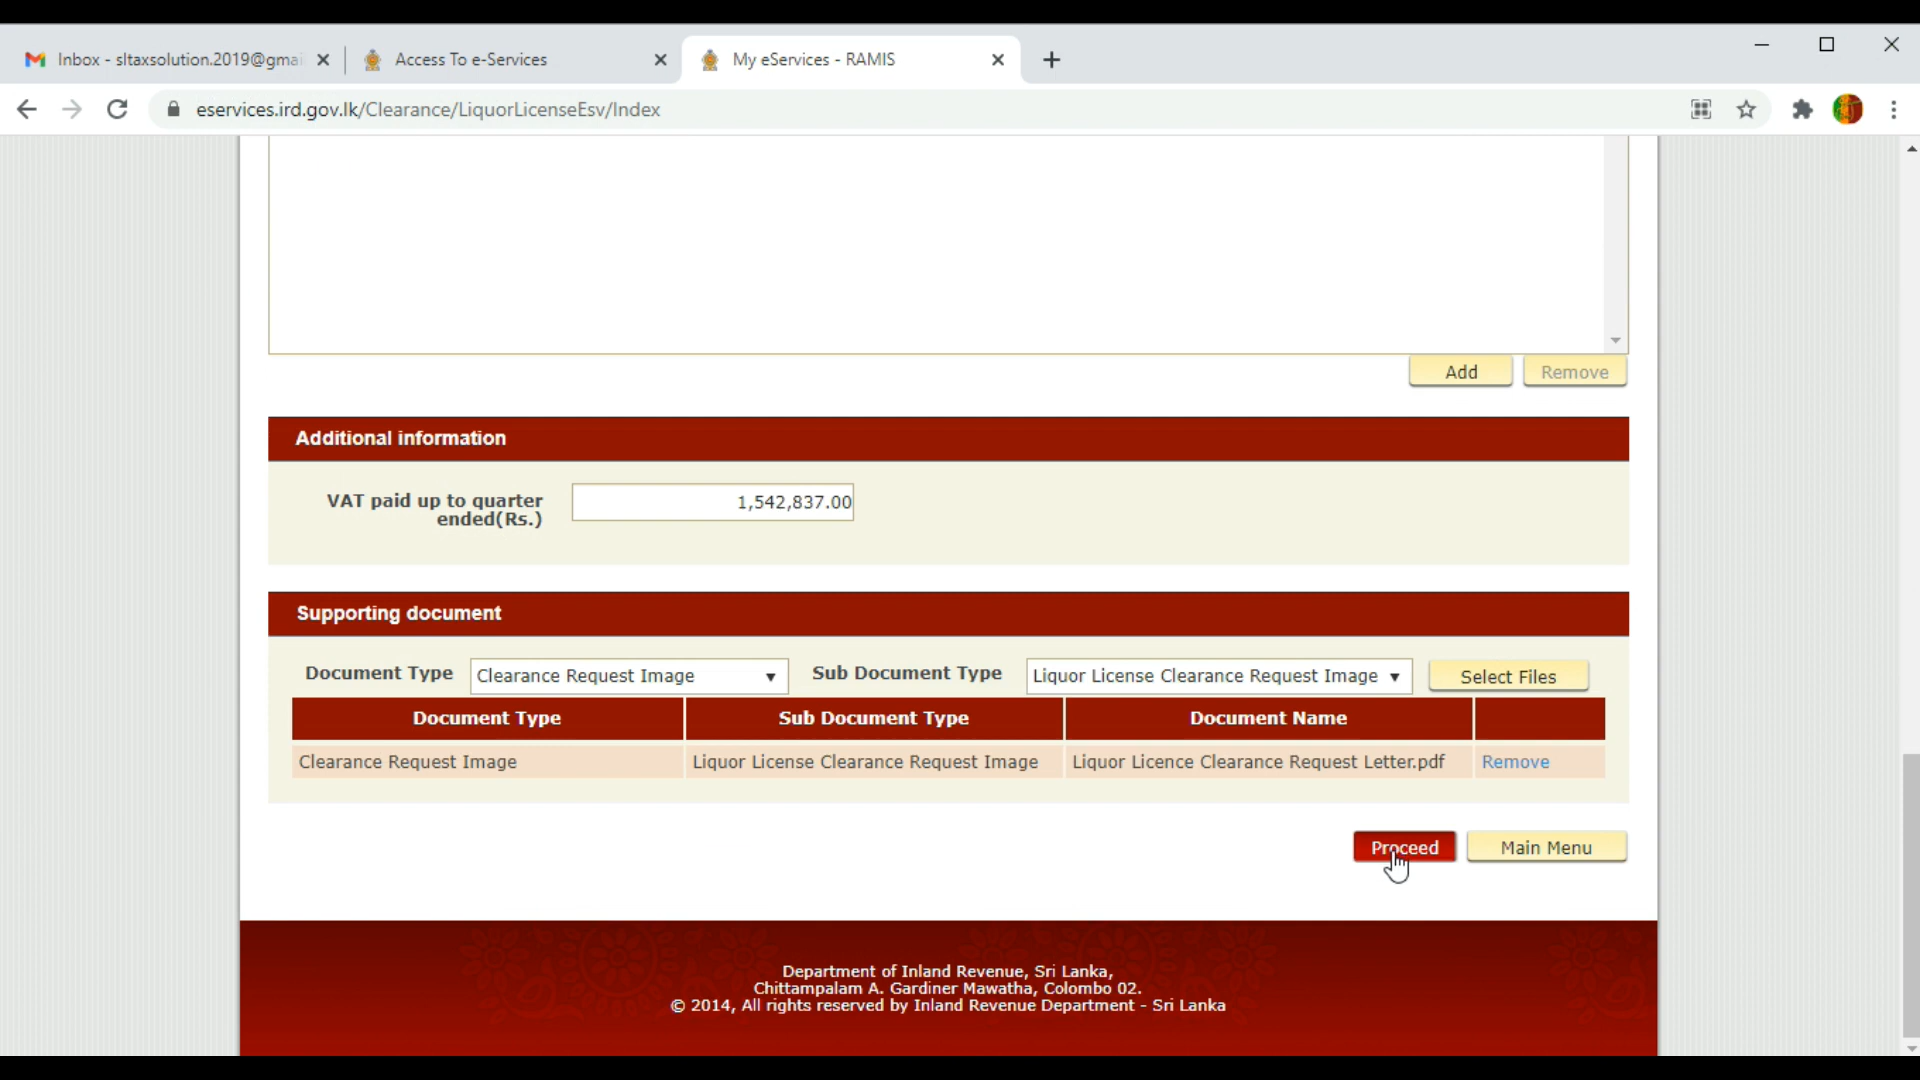 Inbox - sltaxsolution.2019@gmai
Access To e-Services
My eServices - RAMIS
eservices.ird.gov.lk/Clearance/LiquorLicenseEsv/Index
Add
Remove
Additional information
VAT paid up to quarter
ended(Rs.)
1,542,837.00
Supporting document
Document Type
Clearance Request Image
Sub Document Type
Liquor License Clearance Request Image
Select Files
Document Type
Sub Document Type
Document Name
Clearance Request Image
Liquor License Clearance Request Image
Liquor Licence Clearance Request Letter.pdf
Remove
Proceed
Main Menu
Department of Inland Revenue, Sri Lanka,
Chittampalam A. Gardiner Mawatha, Colombo 02.
© 2014, All rights reserved by Inland Revenue Department - Sri Lanka